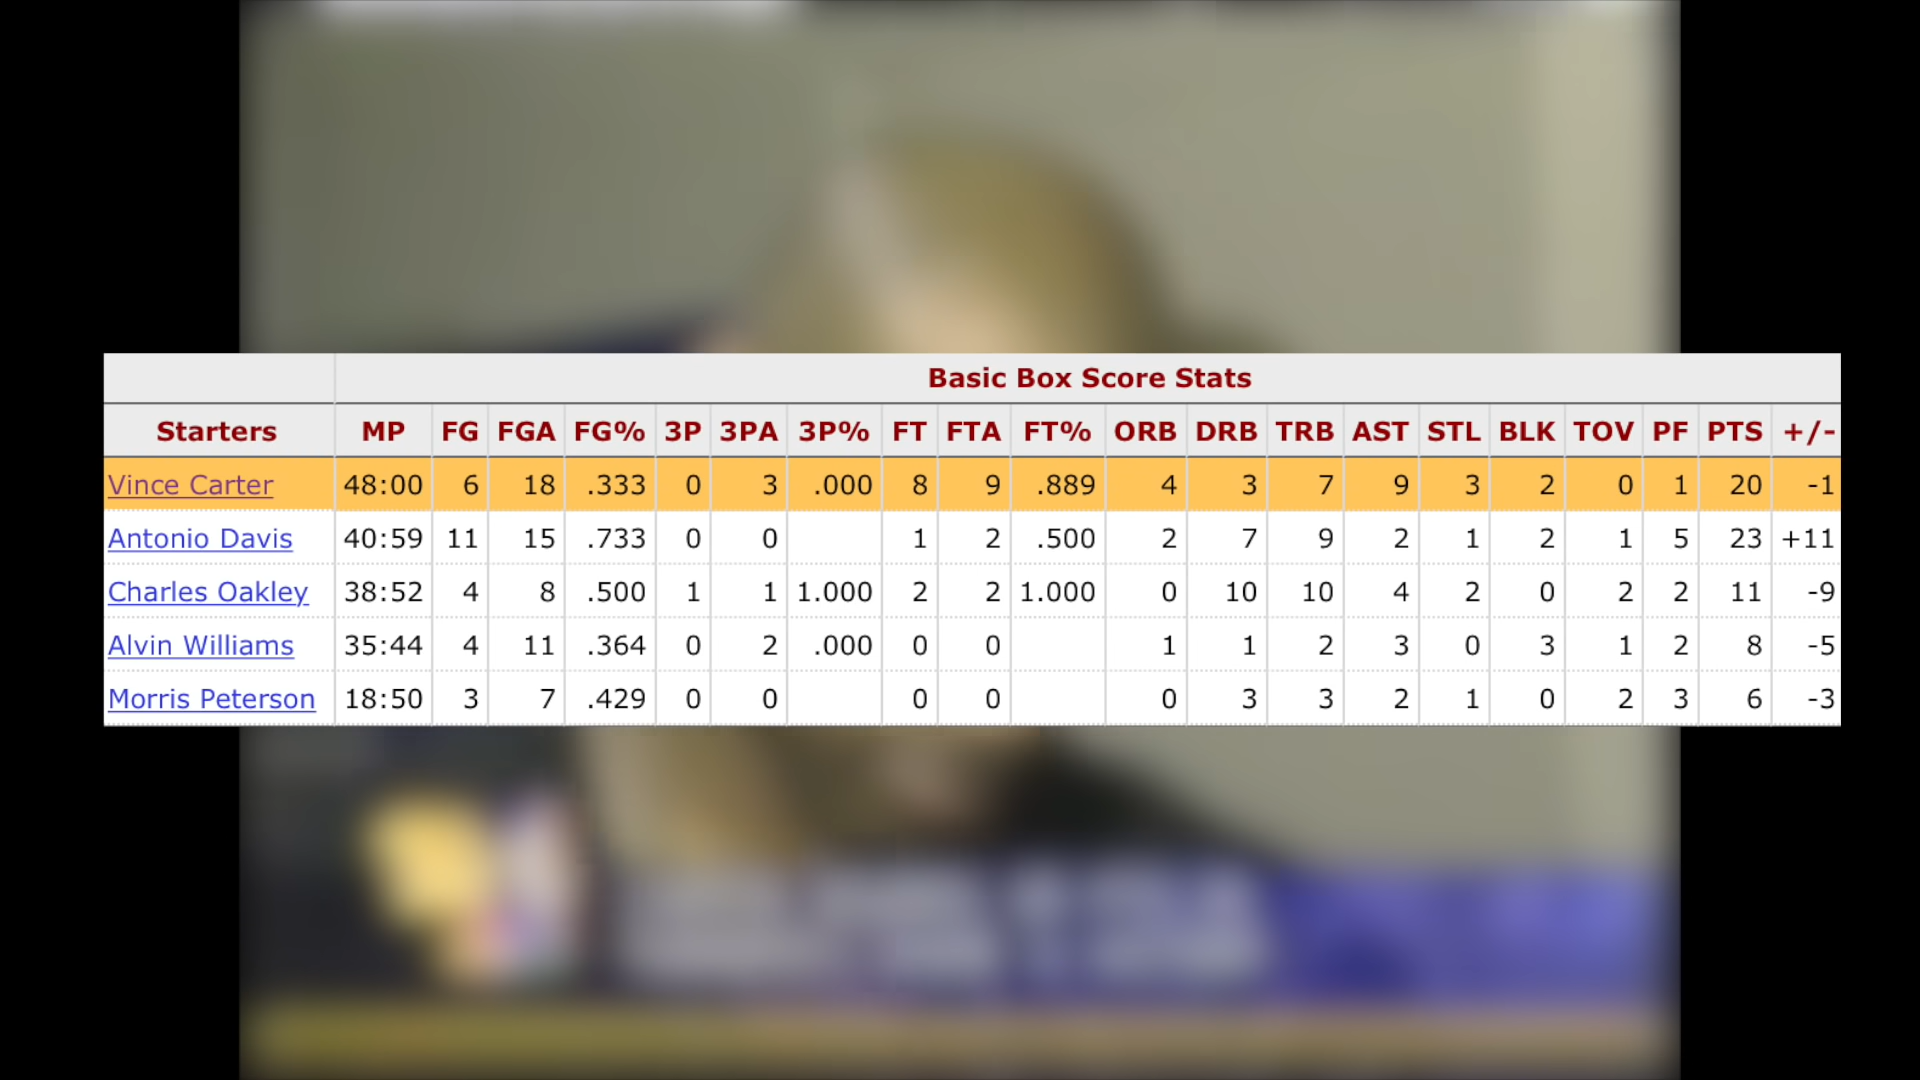 Basic Box Score Stats
Starters MP FG FGA FG% 3P 3PA 3P% FT FTA FT% ORB DRB TRB AST STL BLK TOV PF PTS +/-
Vince Carter 48:00 6 18 .333 0 3 .000 8 9 .889 4 3 7 9 3 2 0 1 20 -1
Antonio Davis 40:59 11 15 .733 0 0 1 2 .500 2 7 9 2 1 2 1 5 23 +11
Charles Oakley 38:52 4 8 .500 1 1 1.000 2 2 1.000 0 10 10 4 2 0 2 2 11 -9
Alvin Williams 35:44 4 11 .364 0 2 .000 0 0 1 1 2 3 0 3 1 2 8 -5
Morris Peterson 18:50 3 7 .429 0 0 0 0 0 3 3 2 1 0 2 3 6 -3